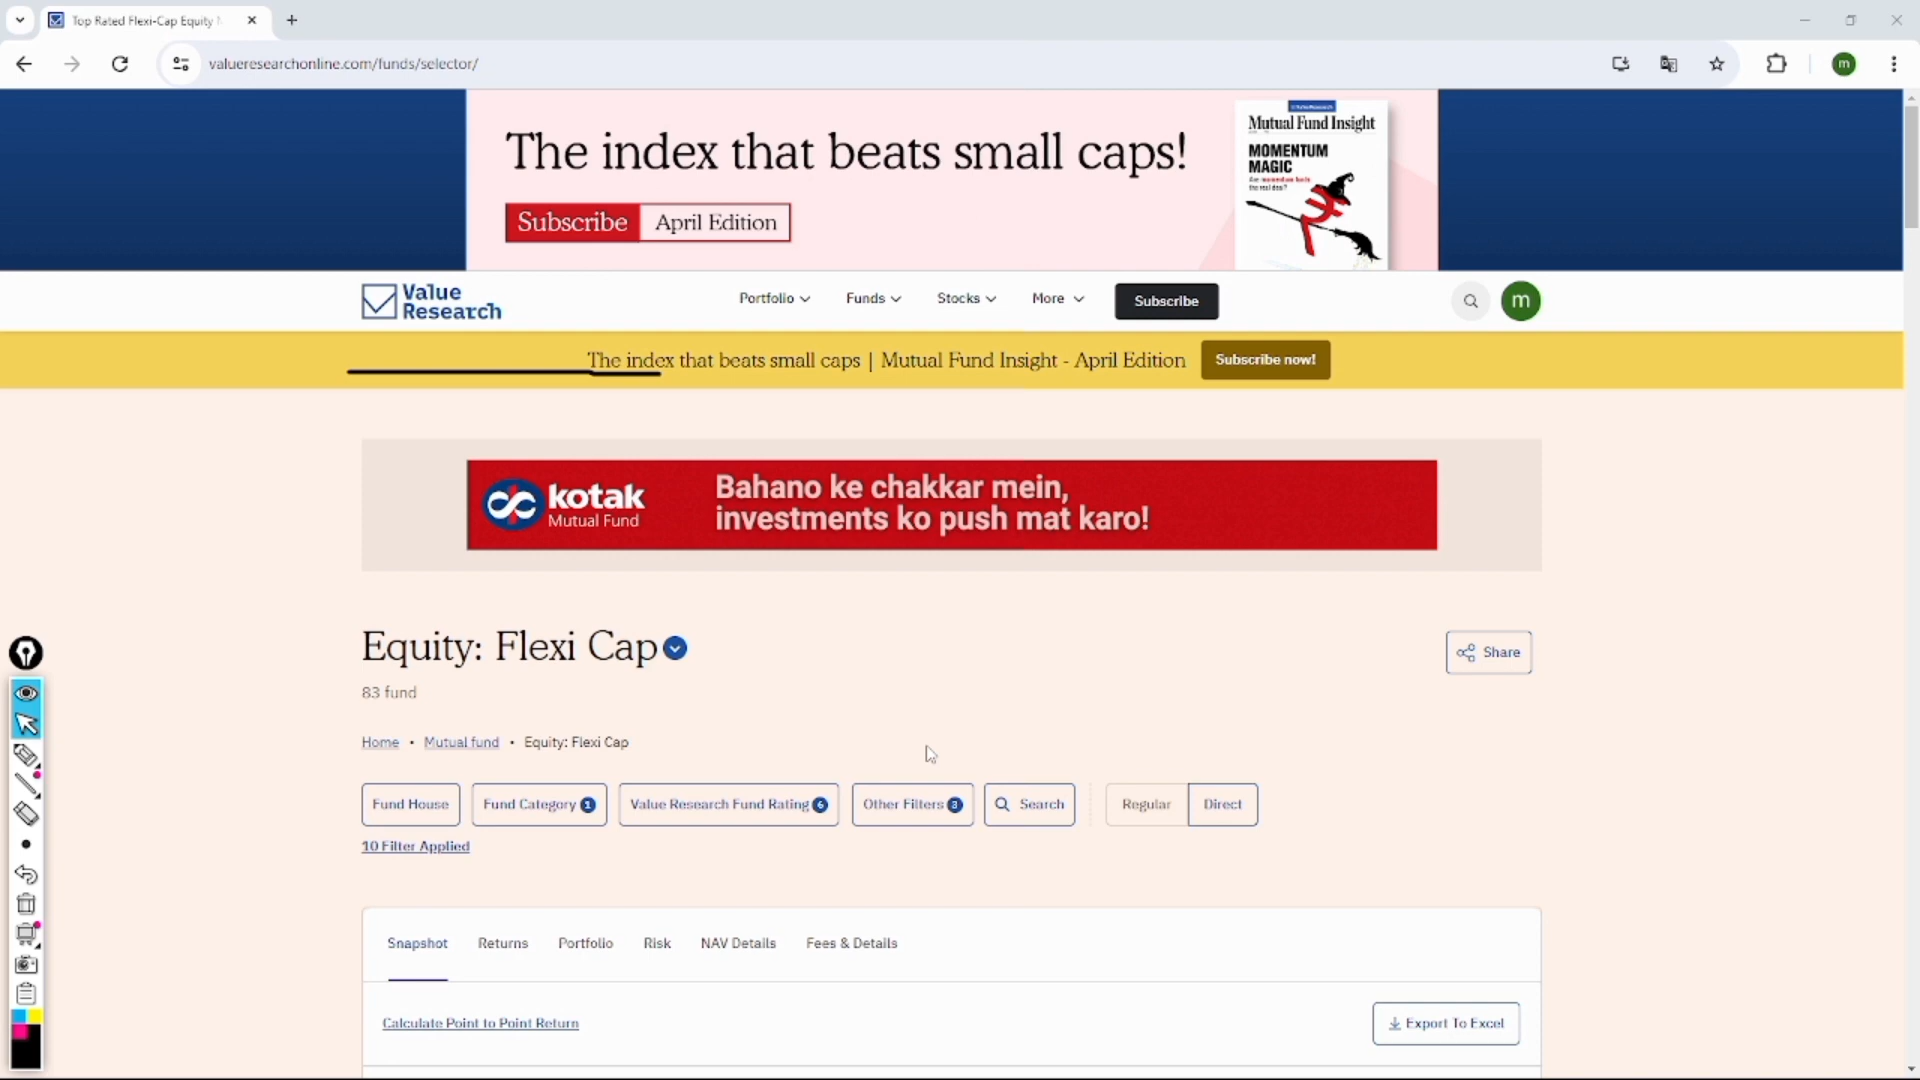 Top Rated Flexi-Cap Equity
valueresearchonline.com/funds/selector/
m
The index that beats small caps!
Subscribe April Edition
Mutual Fund Insight
MOMENTUM
MAGIC
Value
Research
Portfolio Funds Stocks More Subscribe
m
The index that beats small caps | Mutual Fund Insight - April Edition Subscribe now!
kotak
Mutual Fund
Bahano ke chakkar mein,
investments ko push mat karo!
Equity: Flexi Cap
Share
83 fund
Home • Mutual fund • Equity: Flexi Cap
Fund House Fund Category 1 Value Research Fund Rating 6 Other Filters 3 Search Regular Direct
10 Filter Applied
Snapshot Returns Portfolio Risk NAV Details Fees & Details
Calculate Point to Point Return Export To Excel